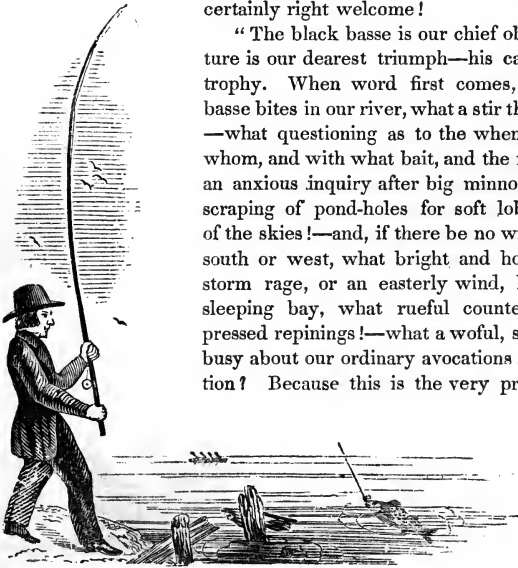 certainly right welcome!
“ The black basse is our chief ob
ture is our dearest triumph—his ca
trophy. When word first comes,
basse bites in our river, what a stir th
—what questioning as to the when
whom, and with what bait, and the
an anxious inquiry after big minno
scraping of pond-holes for soft lob
of the skies!—and, if there be no w
south or west, what bright and ho
storm rage, or an easterly wind,
sleeping bay, what rueful counte
pressed repinings!—what a woful, s
busy about our ordinary avocations
tion? Because this is the very pr